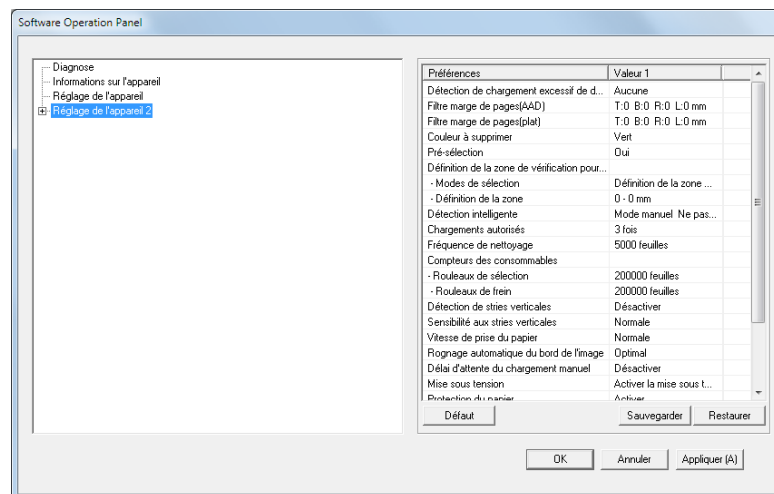 Software Operation Panel
Diagnose
Informations sur l'appareil
Réglage de l'appareil
Réglage de l'appareil 2
Préférences Valeur 1
Détection de chargement excessif de d... Aucune
Filtre marge de pages(AAD) T:0 B:0 R:0 L:0 mm
Filtre marge de pages(plat) T:0 B:0 R:0 L:0 mm
Couleur à supprimer Vert
Pré-sélection Oui
Définition de la zone de vérification pour...
- Modes de sélection Définition de la zone ...
- Définition de la zone 0 - 0 mm
Détection intelligente Mode manuel Ne pas...
Chargements autorisés 3 fois
Fréquence de nettoyage 5000 feuilles
Compteurs des consommables
- Rouleaux de sélection 200000 feuilles
- Rouleaux de frein 200000 feuilles
Détection de stries verticales Désactiver
Sensibilité aux stries verticales Normale
Vitesse de prise du papier Normale
Rognage automatique du bord de l'image Optimal
Délai d'attente du chargement manuel Désactiver
Mise sous tension Activer la mise sous t...
Protection du papier Activer
Défaut Sauvegarder Restaurer
OK Annuler Appliquer (A)